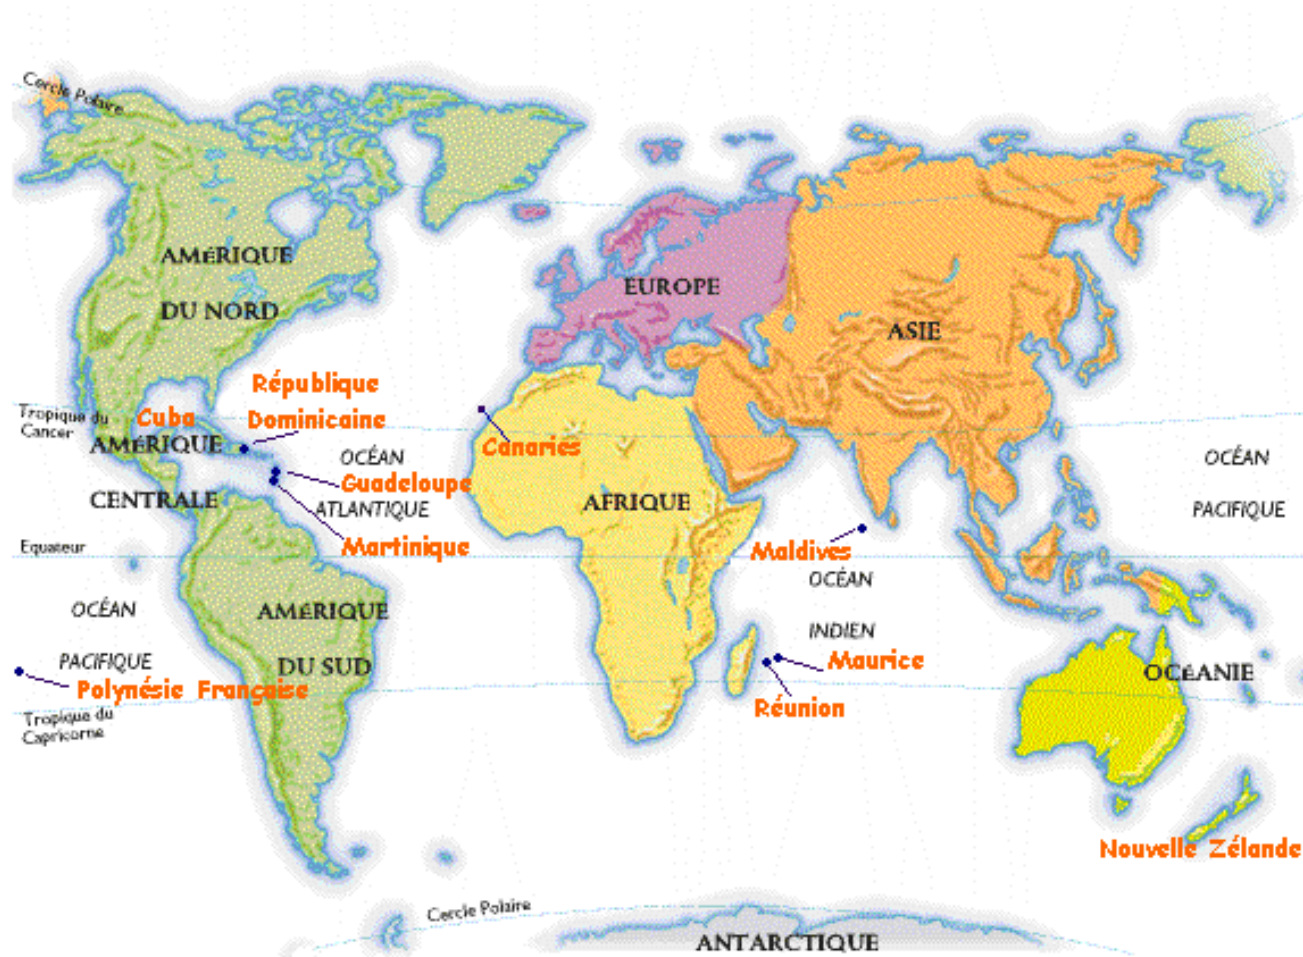 Cercle Polaire
AMÉRIQUE
DU NORD
EUROPE
ASIE
République
Dominicaine
Tropique du
Cancer
Cuba
AMÉRIQUE
CENTRALE
Canaries
OCÉAN
ATLANTIQUE
Guadeloupe
Martinique
AFRIQUE
OCÉAN
PACIFIQUE
Equateur
Maldives
OCÉAN
INDIEN
OCÉAN
PACIFIQUE
Polynésie Française
AMÉRIQUE
DU SUD
Maurice
Réunion
OCÉANIE
Tropique du
Capricorne
Nouvelle Zélande
Cercle Polaire
ANTARCTIQUE